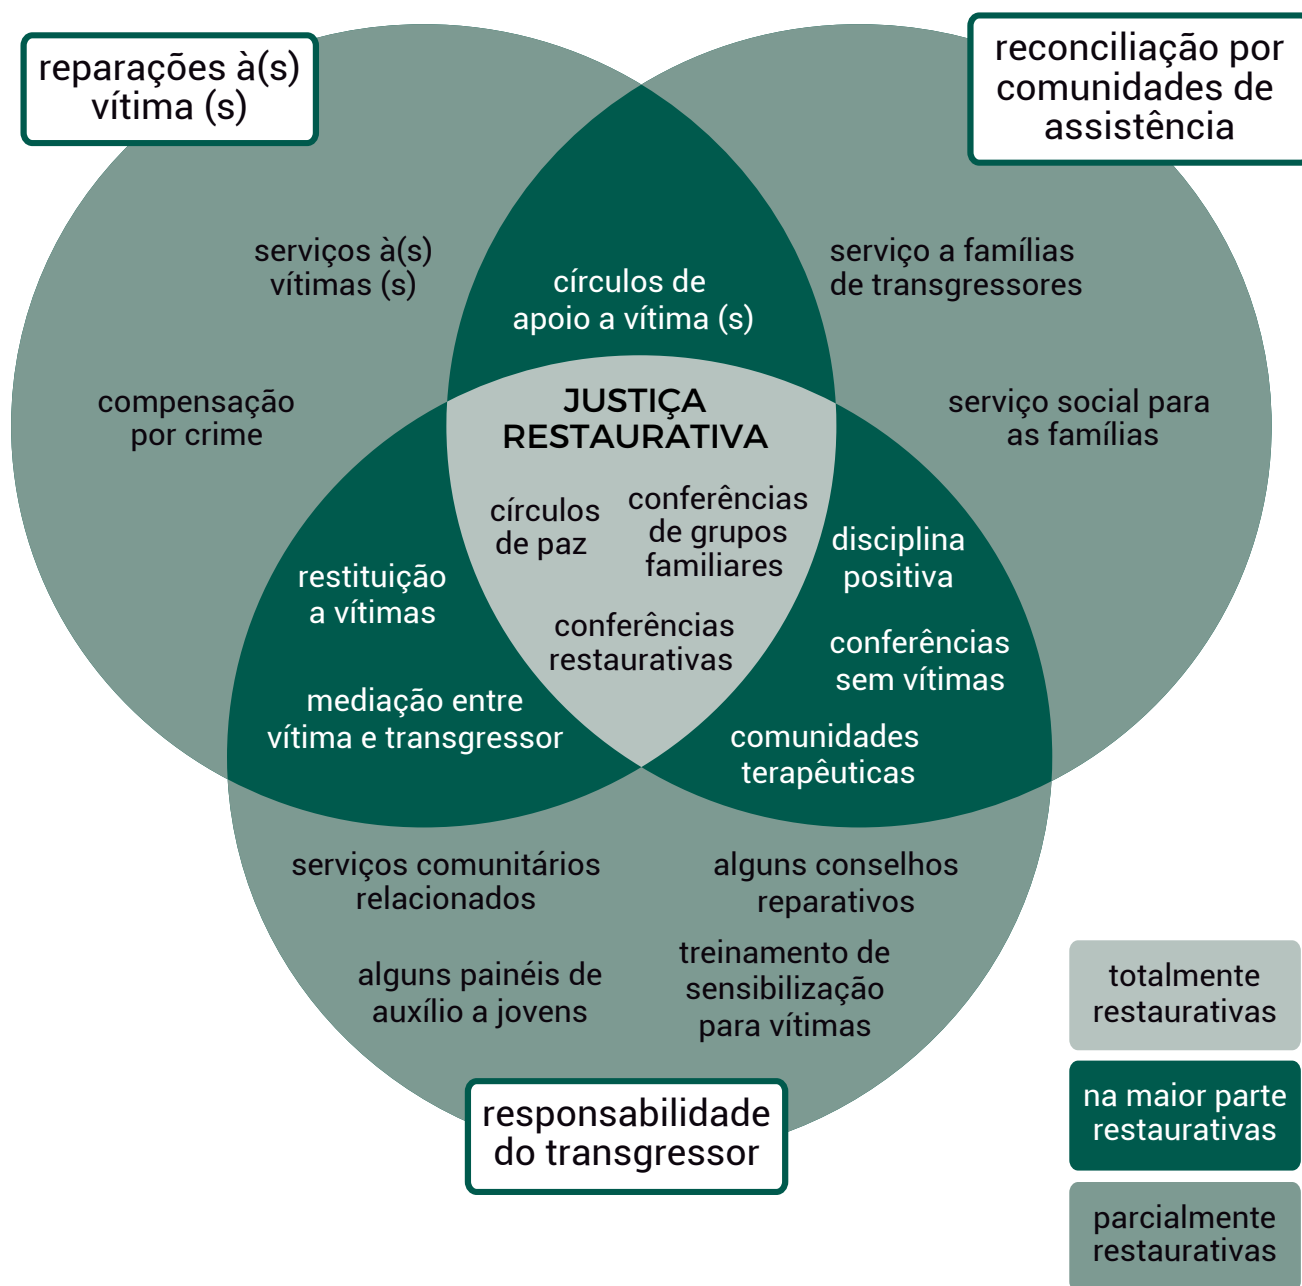 reparações à(s)
vítima (s)
reconciliação por
comunidades de
assistência
serviços à(s)
vítimas (s)
círculos de
apoio a vítima (s)
serviço a famílias
de transgressores
compensação
por crime
JUSTIÇA
RESTAURATIVA
serviço social para
as famílias
círculos
de paz
conferências
de grupos
familiares
disciplina
positiva
restituição
a vítimas
conferências
restaurativas
conferências
sem vítimas
mediação entre
vítima e transgressor
comunidades
terapêuticas
serviços comunitários
relacionados
alguns conselhos
reparativos
alguns painéis de
auxílio a jovens
treinamento de
sensibilização
para vítimas
responsabilidade
do transgressor
totalmente
restaurativas
na maior parte
restaurativas
parcialmente
restaurativas